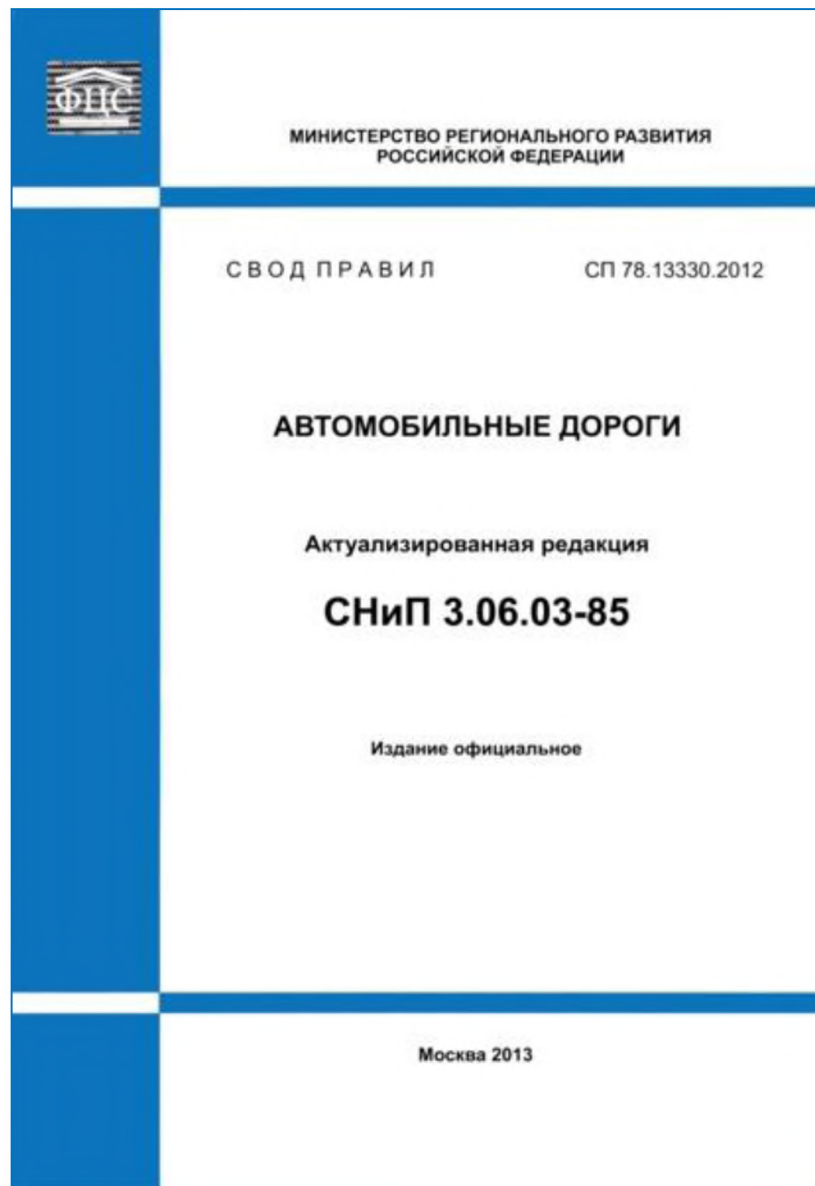 ФЦС
МИНИСТЕРСТВО РЕГИОНАЛЬНОГО РАЗВИТИЯ
РОССИЙСКОЙ ФЕДЕРАЦИИ
СВОД ПРАВИЛ СП 78.13330.2012
АВТОМОБИЛЬНЫЕ ДОРОГИ
Актуализированная редакция
СНиП 3.06.03-85
Издание официальное
Москва 2013